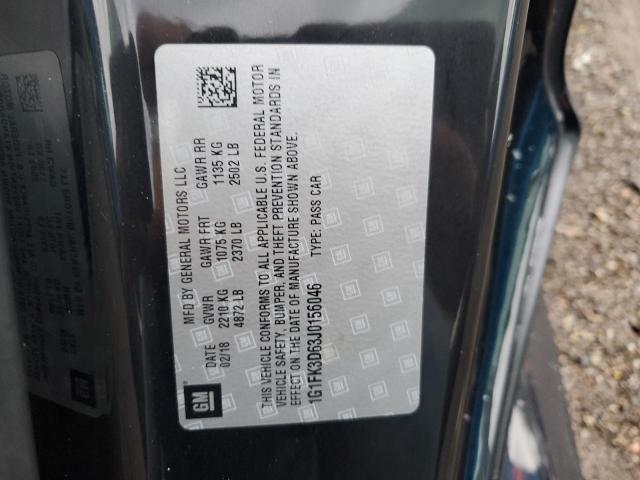 GM
MFD BY GENERAL MOTORS LLC
DATE GVWR GAWR FRT GAWR RR
02/18 2210 KG 1075 KG 1135 KG
4872 LB 2370 LB 2502 LB
THIS VEHICLE CONFORMS TO ALL APPLICABLE U.S. FEDERAL MOTOR
VEHICLE SAFETY, BUMPER, AND THEFT PREVENTION STANDARDS IN
EFFECT ON THE DATE OF MANUFACTURE SHOWN ABOVE.
1G1FK3D63J0150046 TYPE: PASS CAR